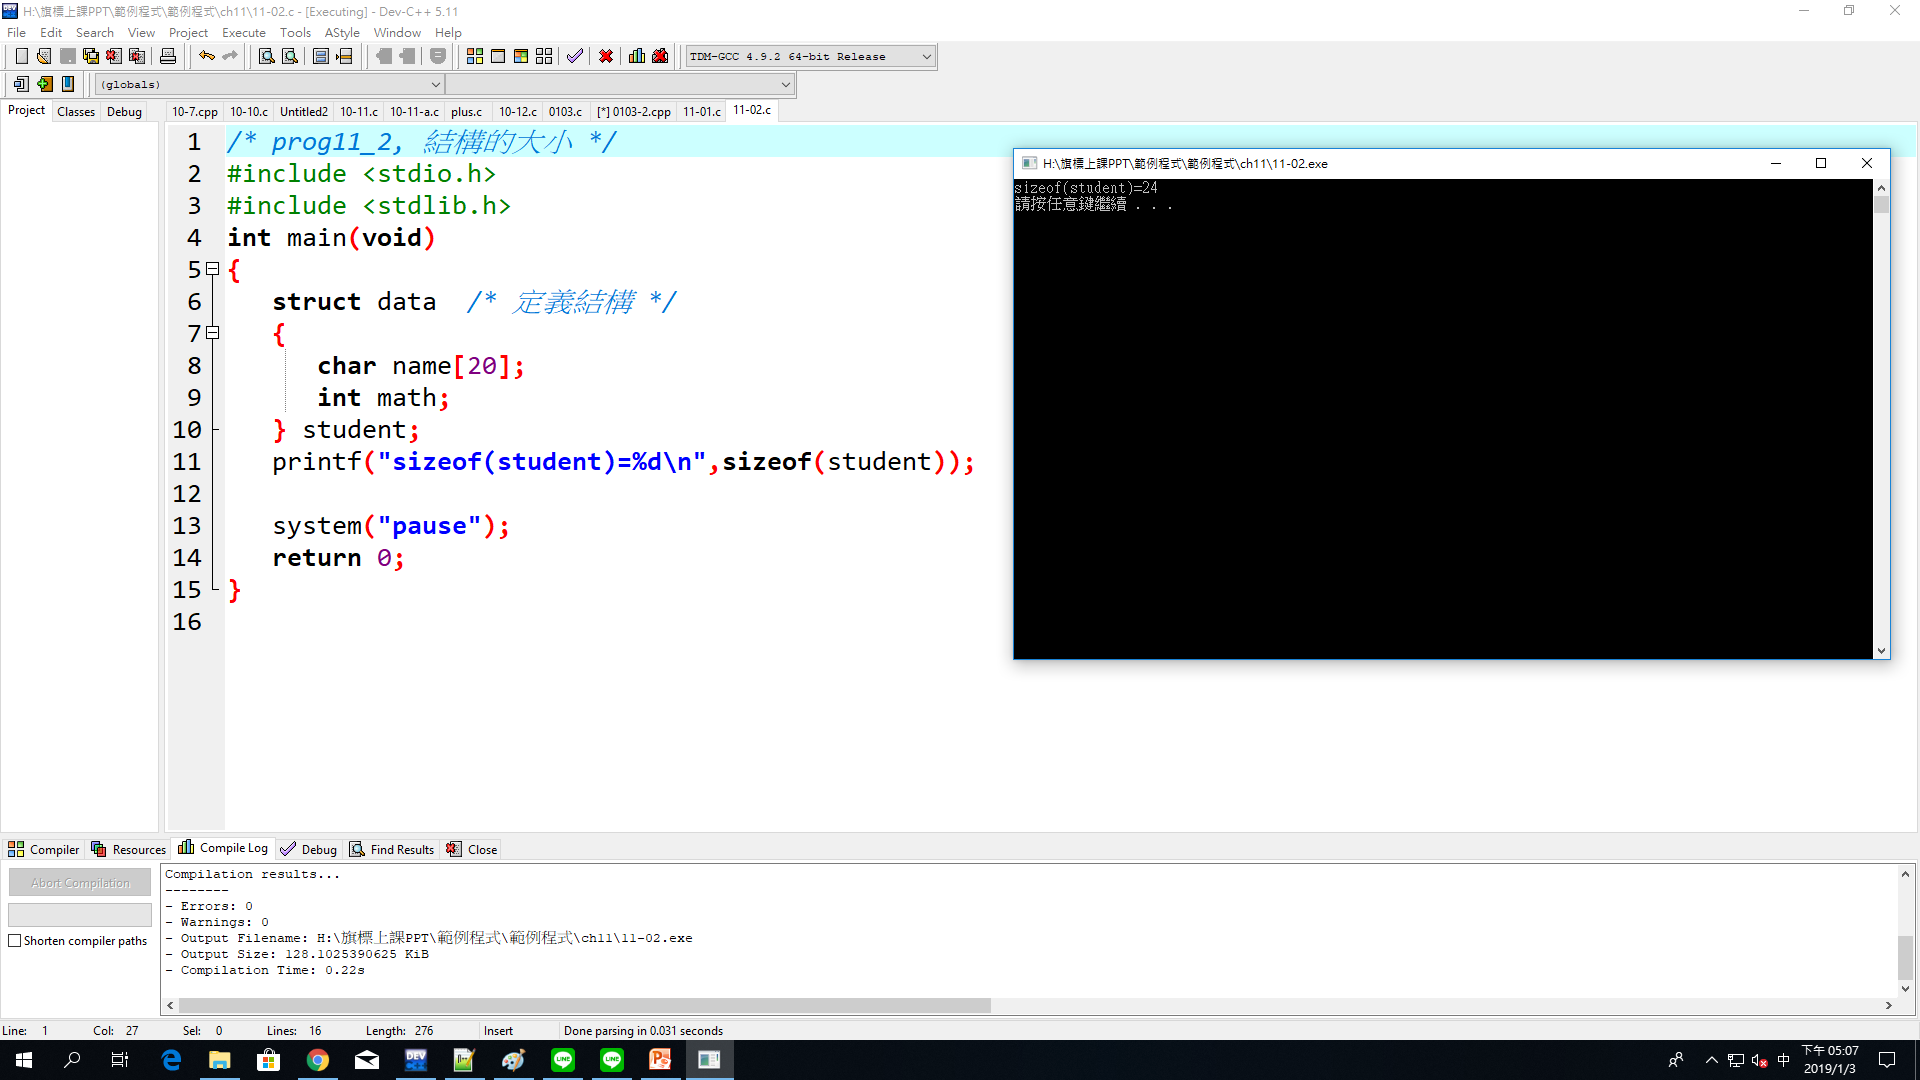 H:\旗標上課PPT\範例程式\範例程式\ch11\11-02.c - [Executing] - Dev-C++ 5.11
File Edit Search View Project Execute Tools AStyle Window Help
TDM-GCC 4.9.2 64-bit Release
(globals)
Project Classes Debug
10-7.cpp 10-10.c Untitled2 10-11.c 10-11-a.c plus.c 10-12.c 0103.c [*] 0103-2.cpp 11-01.c 11-02.c
1 /* prog11_2, 結構的大小 */
2 #include <stdio.h>
3 #include <stdlib.h>
4 int main(void)
5 {
6 struct data /* 定義結構 */
7 {
8 char name[20];
9 int math;
10 } student;
11 printf("sizeof(student)=%d\n",sizeof(student));
12
13 system("pause");
14 return 0;
15 }
16
H:\旗標上課PPT\範例程式\範例程式\ch11\11-02.exe
sizeof(student)=24
請按任意鍵繼續 . . .
Compiler Resources Compile Log Debug Find Results Close
Abort Compilation
Shorten compiler paths
Compilation results...
--------
- Errors: 0
- Warnings: 0
- Output Filename: H:\旗標上課PPT\範例程式\範例程式\ch11\11-02.exe
- Output Size: 128.1025390625 KiB
- Compilation Time: 0.22s
Line: 1 Col: 27 Sel: 0 Lines: 16 Length: 276 Insert Done parsing in 0.031 seconds
DEV
LINE
LINE
中
下午 05:07
2019/1/3